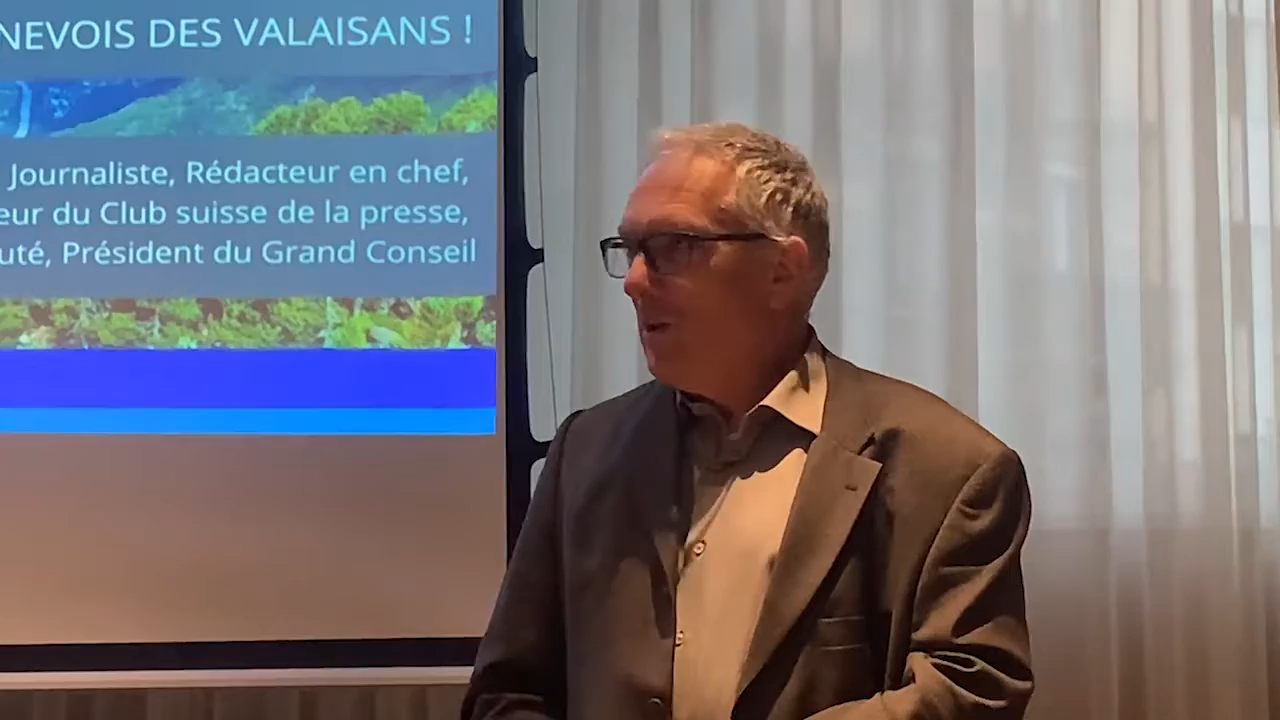 NEVOIS DES VALAISANS !
Journaliste, Rédacteur en chef,
eur du Club suisse de la presse,
uté, Président du Grand Conseil